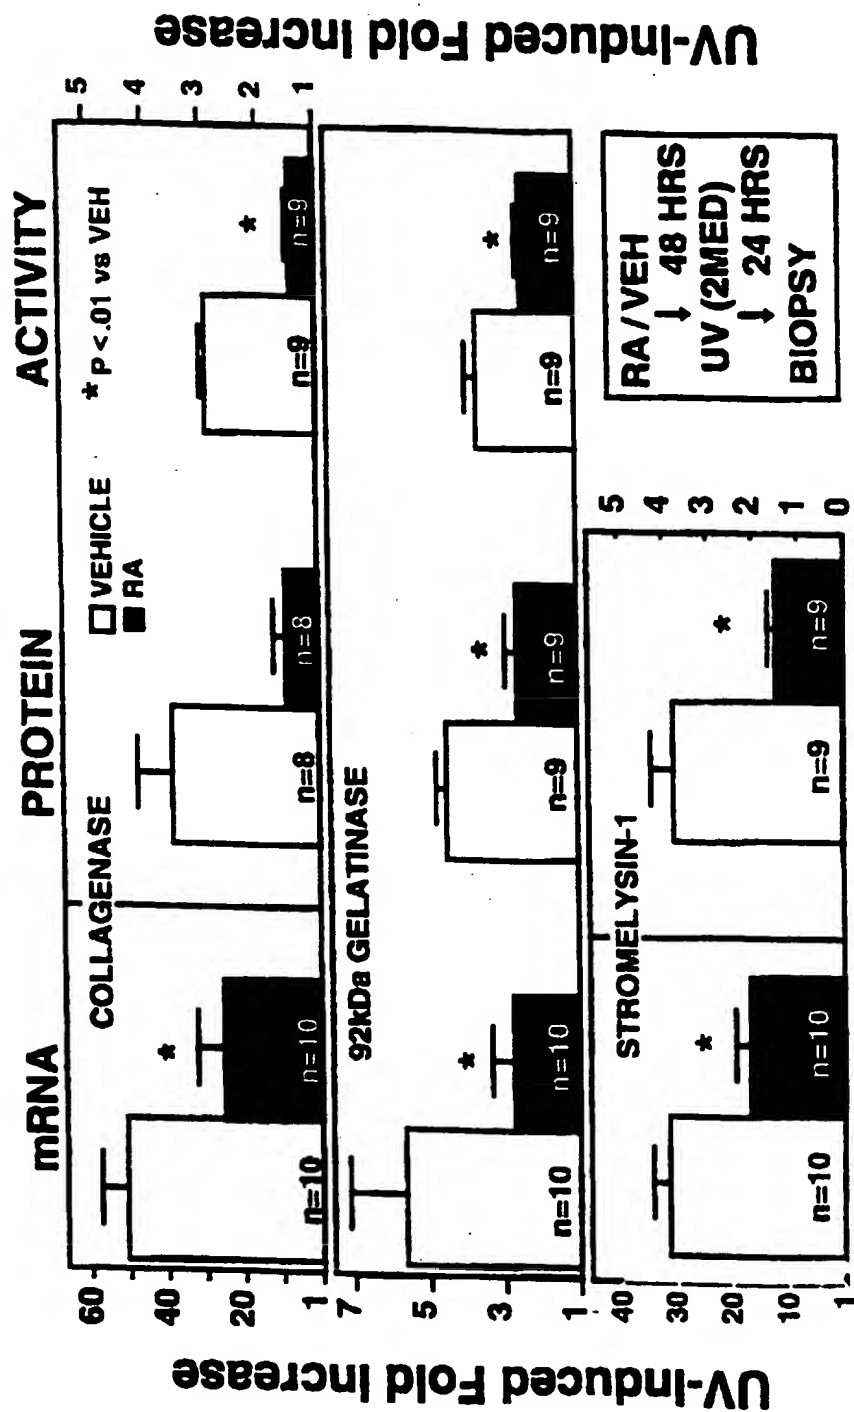 mRNA PROTEIN ACTIVITY
UV-Induced Fold Increase
UV-Induced Fold Increase
60
40
20
1
COLLAGENASE
VEHICLE
RA
* P < .01 vs VEH
5
4
3
2
1
*
n=10
n=10
n=8
n=8
*
n=9
n=9
7
5
3
1
92kDa GELATINASE
*
n=10
n=10
*
n=9
n=9
*
n=9
n=9
40
30
20
10
1
STROMELYSIN-1
*
n=10
n=10
*
n=9
n=9
5
4
3
2
1
0
RA/VEH
↓ 48 HRS
UV (2MED)
↓ 24 HRS
BIOPSY